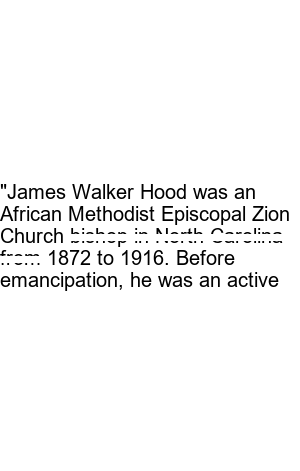 "James Walker Hood was an
African Methodist Episcopal Zion
Church bishop in North Carolina
from 1872 to 1916. Before
emancipation, he was an active